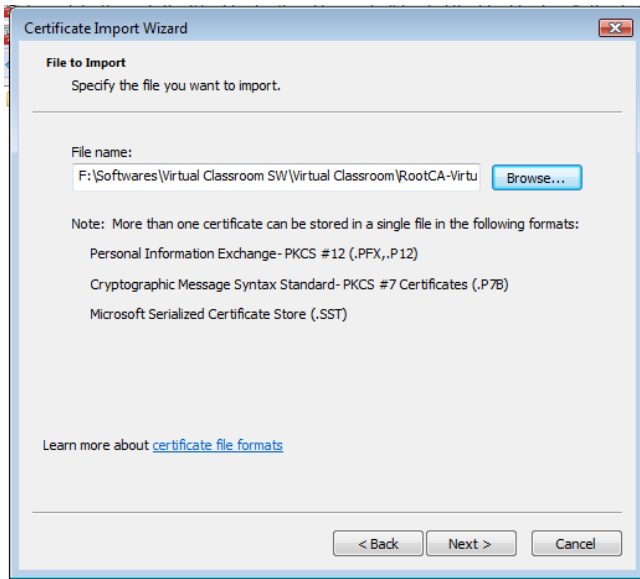 Certificate Import Wizard
File to Import
Specify the file you want to import.
File name:
F:\Softwares\Virtual Classroom SW\Virtual Classroom\RootCA-Virtu
Browse...
Note: More than one certificate can be stored in a single file in the following formats:
Personal Information Exchange- PKCS #12 (.PFX,.P12)
Cryptographic Message Syntax Standard- PKCS #7 Certificates (.P7B)
Microsoft Serialized Certificate Store (.SST)
Learn more about certificate file formats
< Back Next > Cancel